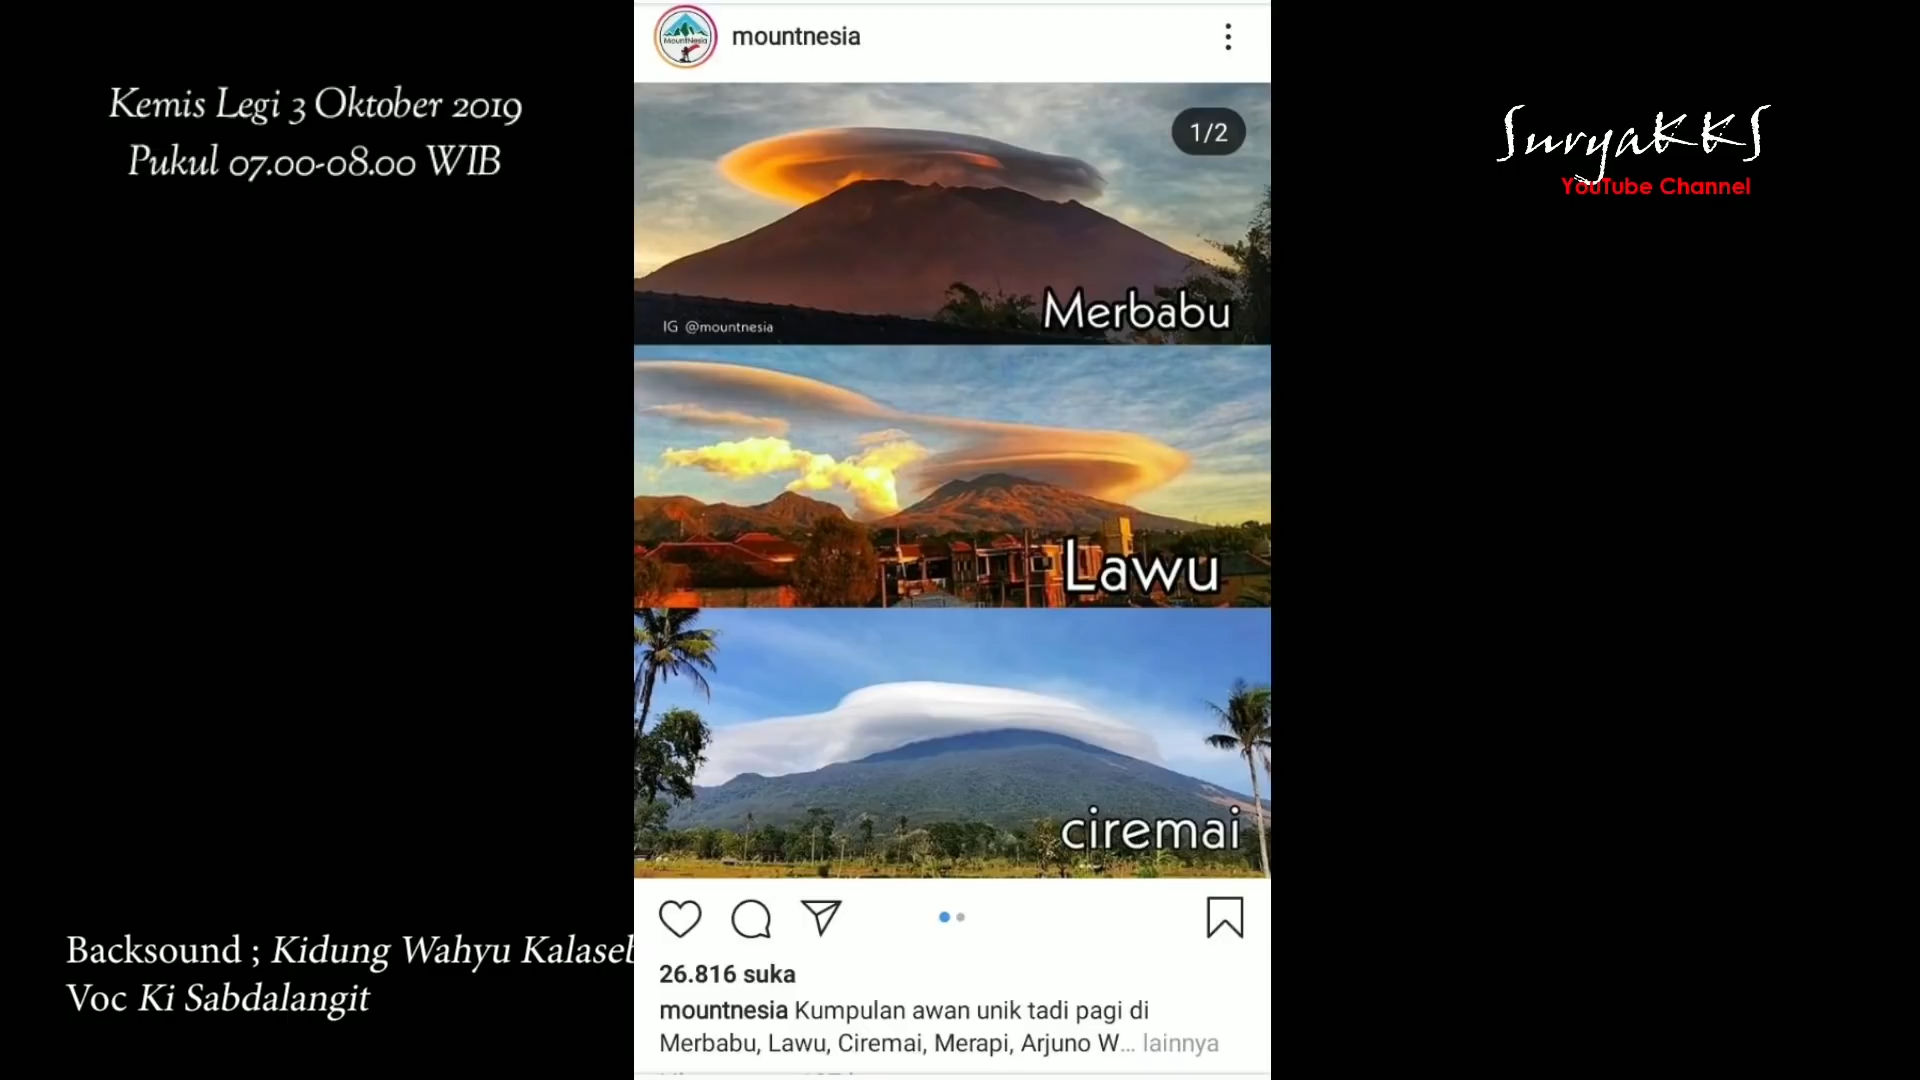 Kemis Legi 3 Oktober 2019
Pukul 07.00-08.00 WIB
SuryaKKS
YouTube Channel
MountNesia
mountnesia
1/2
Merbabu
IG @mountnesia
Lawu
ciremai
26.816 suka
mountnesia Kumpulan awan unik tadi pagi di
Merbabu, Lawu, Ciremai, Merapi, Arjuno W... lainnya
Backsound ; Kidung Wahyu
Voc Ki Sabdalangit